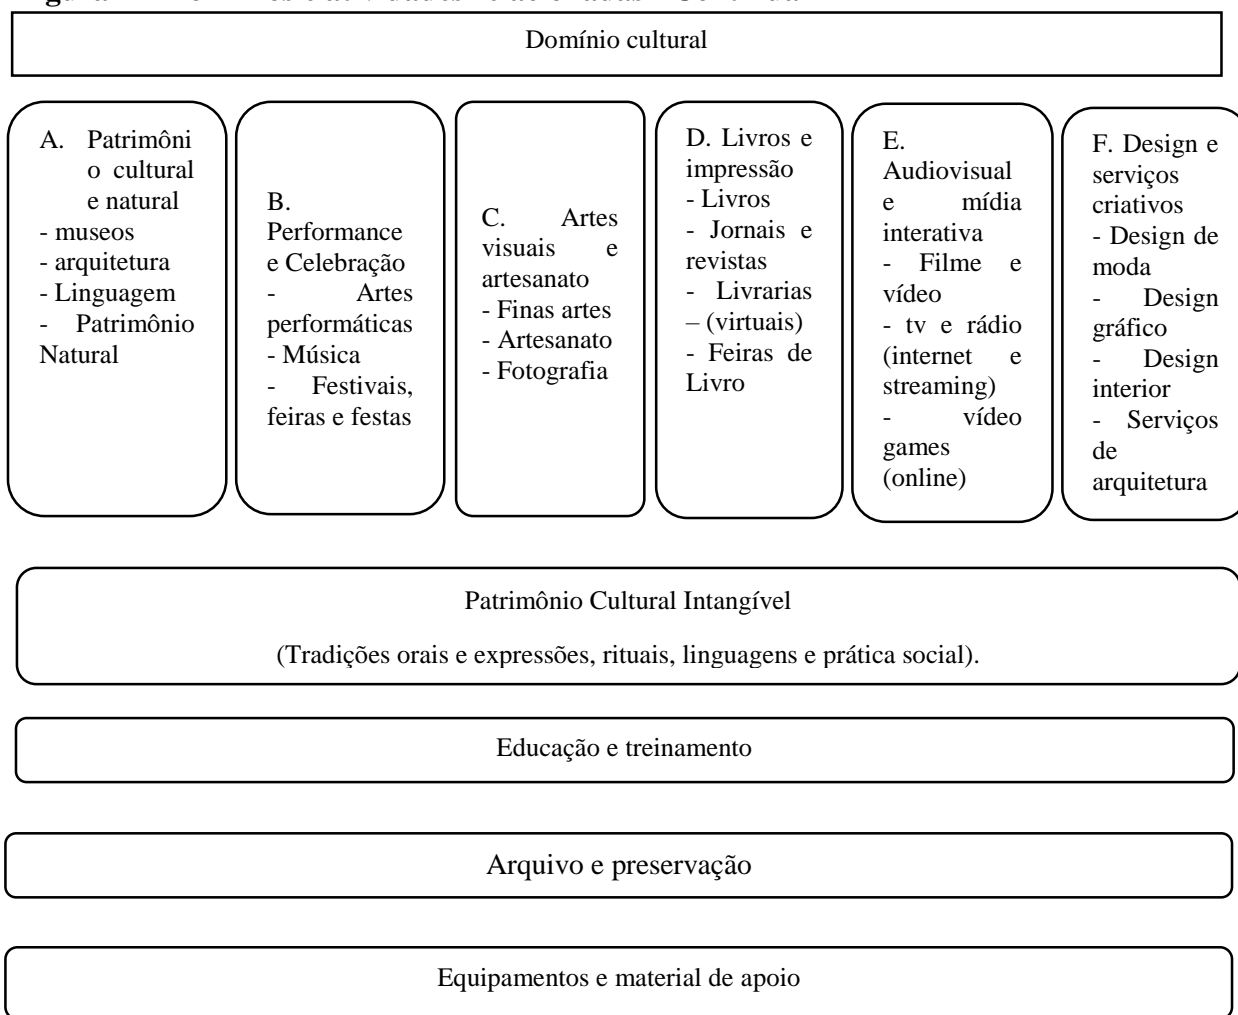 Domínio cultural
A. Patrimôni
o cultural
e natural
- museos
- arquitetura
- Linguagem
- Patrimônio
Natural
B.
Performance
e Celebração
- Artes
performáticas
- Música
- Festivais,
feiras e festas
C. Artes
visuais e
artesanato
- Finas artes
- Artesanato
- Fotografia
D. Livros e
impressão
- Livros
- Jornais e
revistas
- Livrarias
– (virtuais)
- Feiras de
Livro
E.
Audiovisual
e mídia
interativa
- Filme e
vídeo
- tv e rádio
(internet e
streaming)
- vídeo
games
(online)
F. Design e
serviços
criativos
- Design de
moda
- Design
gráfico
- Design
interior
- Serviços
de
arquitetura
Patrimônio Cultural Intangível
(Tradições orais e expressões, rituais, linguagens e prática social).
Educação e treinamento
Arquivo e preservação
Equipamentos e material de apoio